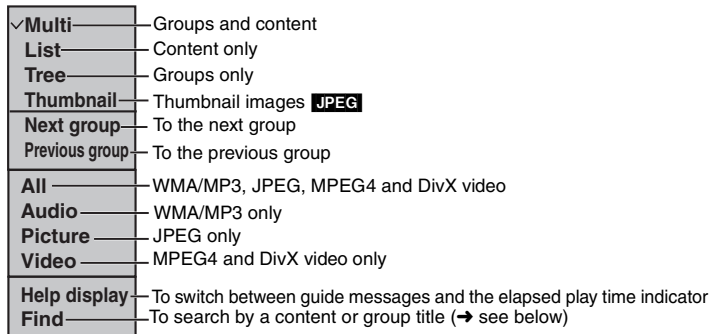 ✓Multi Groups and content
List Content only
Tree Groups only
Thumbnail Thumbnail images JPEG
Next group To the next group
Previous group To the previous group
All WMA/MP3, JPEG, MPEG4 and DivX video
Audio WMA/MP3 only
Picture JPEG only
Video MPEG4 and DivX video only
Help display To switch between guide messages and the elapsed play time indicator
Find To search by a content or group title (➜ see below)